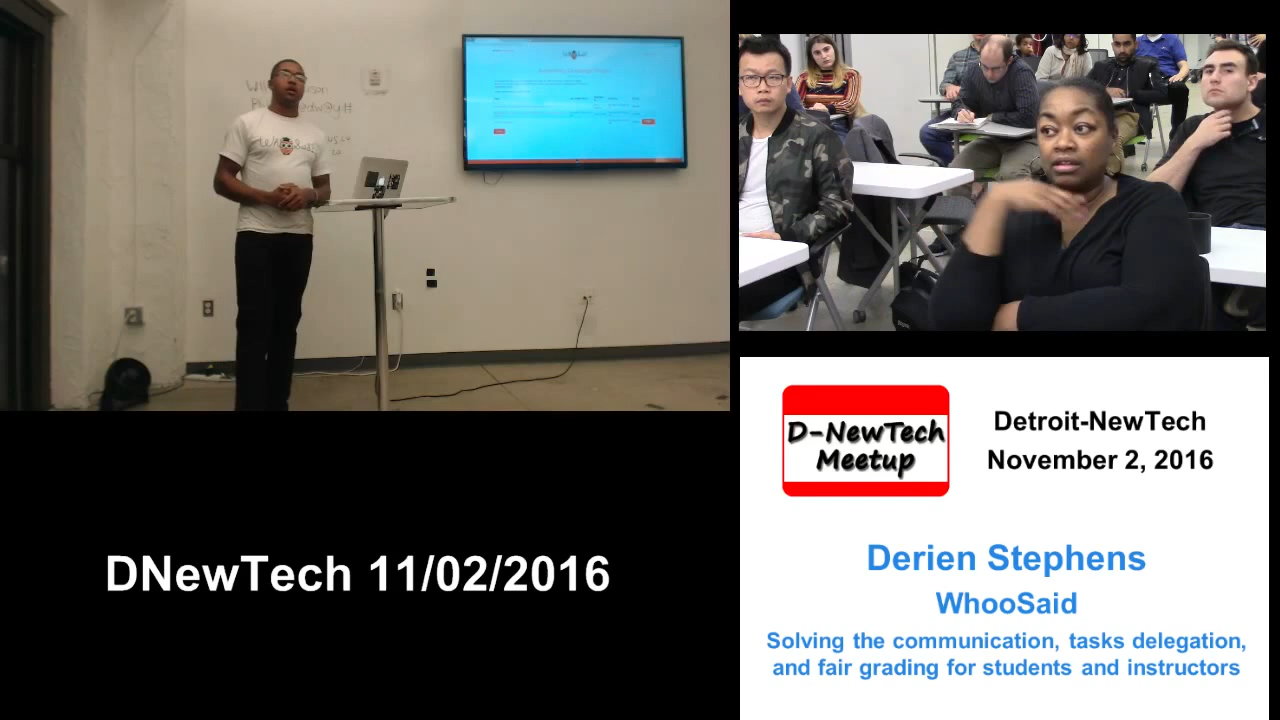 DNewTech 11/02/2016
D-NewTech
Meetup
Detroit-NewTech
November 2, 2016
Derien Stephens
WhooSaid
Solving the communication, tasks delegation,
and fair grading for students and instructors